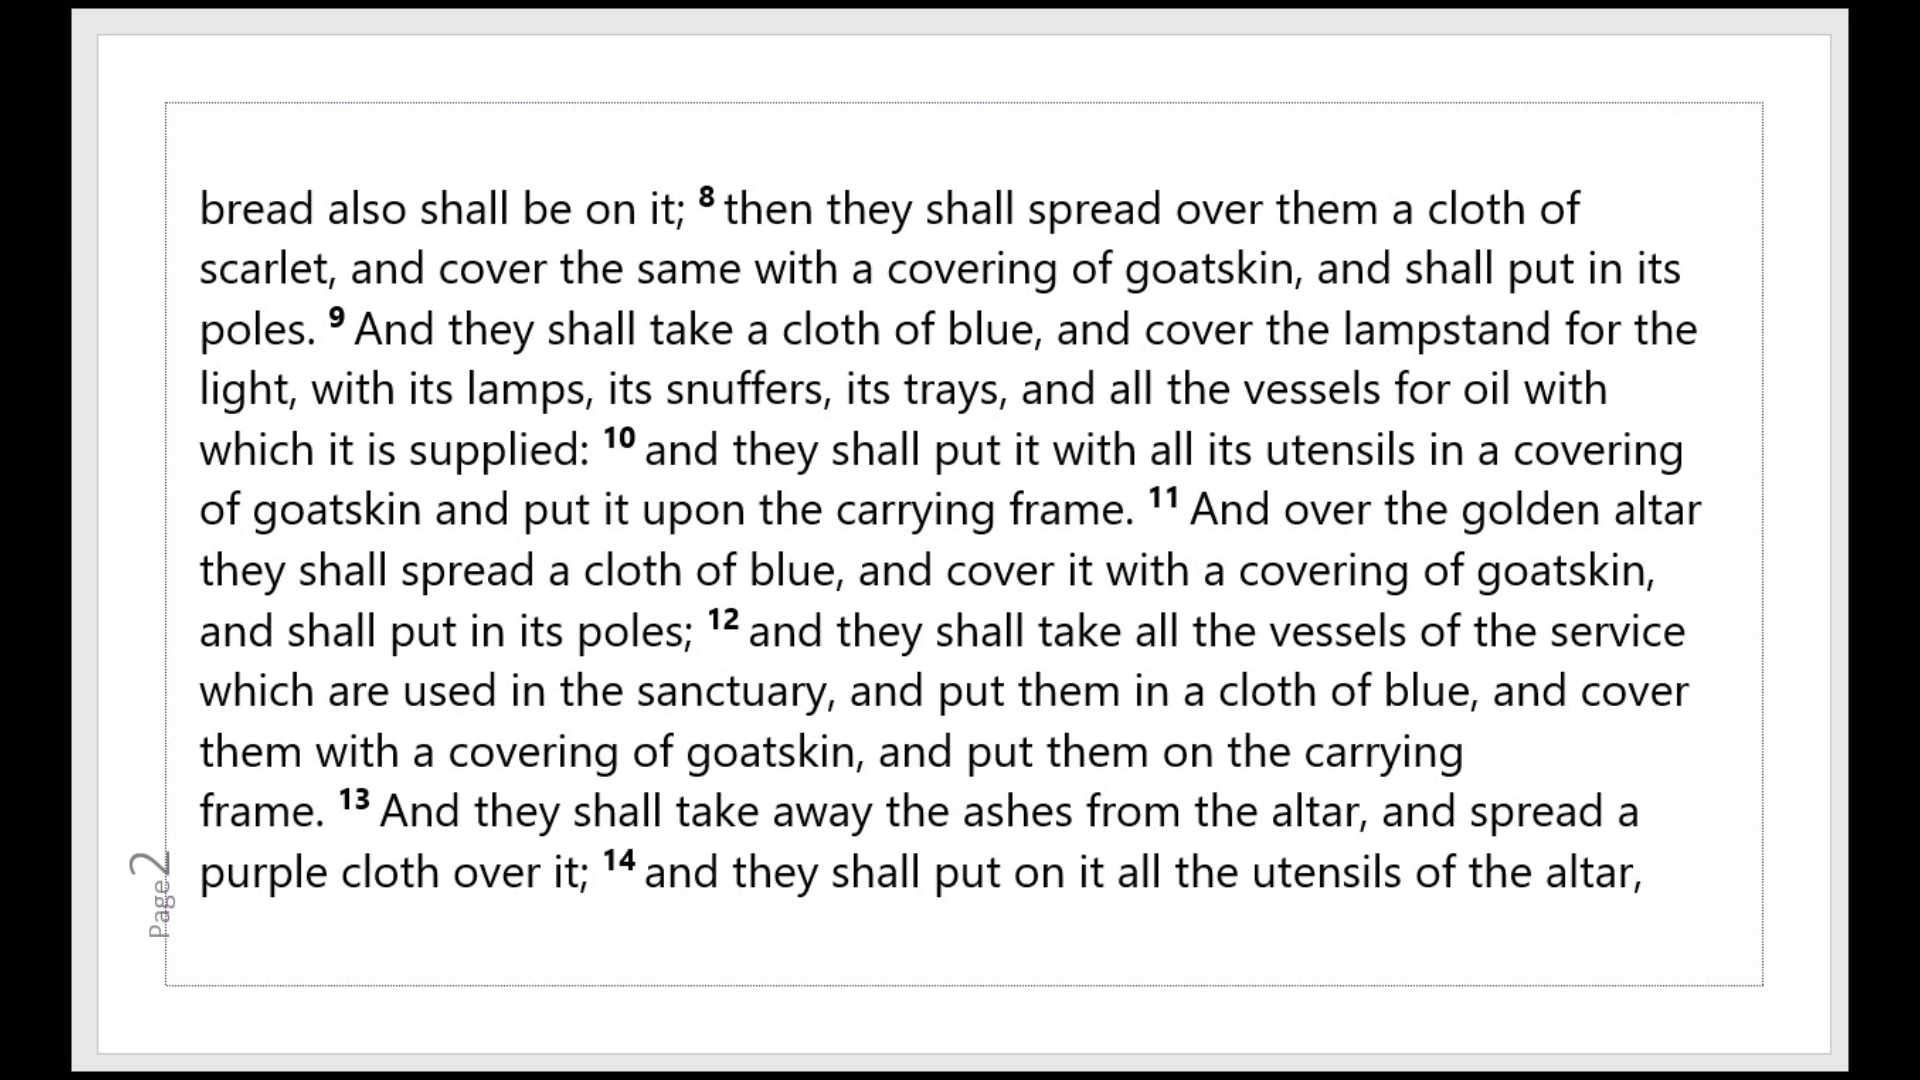 bread also shall be on it; 8 then they shall spread over them a cloth of
scarlet, and cover the same with a covering of goatskin, and shall put in its
poles. 9 And they shall take a cloth of blue, and cover the lampstand for the
light, with its lamps, its snuffers, its trays, and all the vessels for oil with
which it is supplied: 10 and they shall put it with all its utensils in a covering
of goatskin and put it upon the carrying frame. 11 And over the golden altar
they shall spread a cloth of blue, and cover it with a covering of goatskin,
and shall put in its poles; 12 and they shall take all the vessels of the service
which are used in the sanctuary, and put them in a cloth of blue, and cover
them with a covering of goatskin, and put them on the carrying
frame. 13 And they shall take away the ashes from the altar, and spread a
purple cloth over it; 14 and they shall put on it all the utensils of the altar,
Page 2